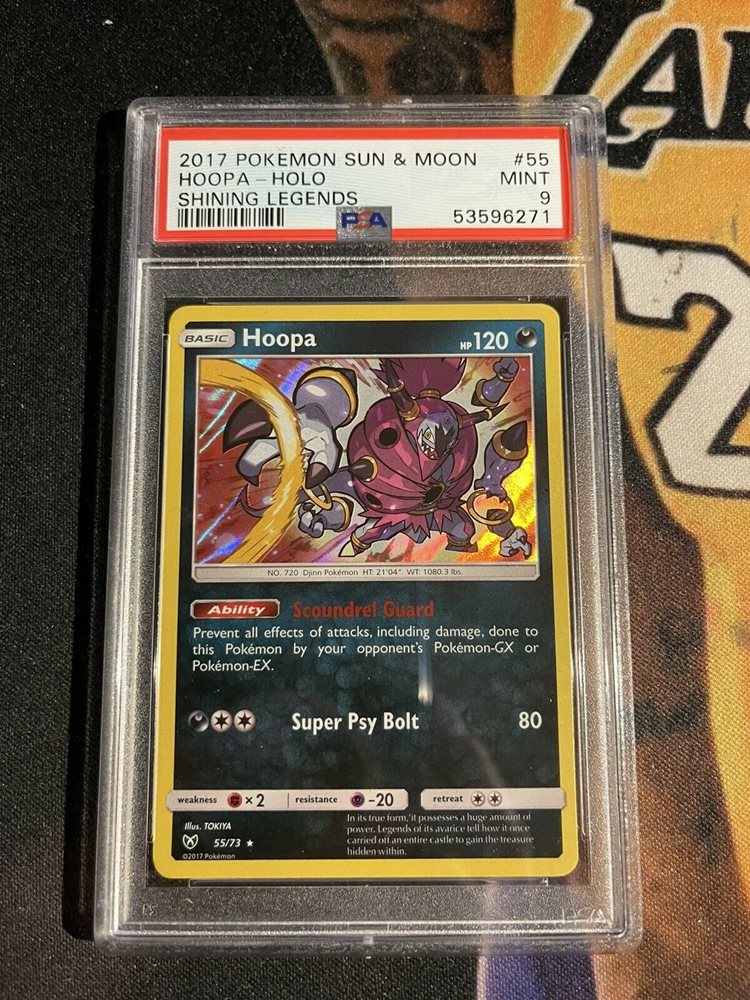 2017 POKEMON SUN & MOON #55
HOOPA - HOLO MINT
SHINING LEGENDS 9
PSA 53596271
BASIC Hoopa HP 120
NO. 720 Djinn Pokémon HT: 21'04" WT: 1080.3 lbs.
Ability Scoundrel Guard
Prevent all effects of attacks, including damage, done to
this Pokémon by your opponent's Pokémon-GX or
Pokémon-EX.
Super Psy Bolt 80
weakness ×2 resistance -20 retreat
Illus. TOKIYA
55/73
©2017 Pokémon
In its true form, it possesses a huge amount of
power. Legends of its avarice tell how it once
carried off an entire castle to gain the treasure
hidden within.
2